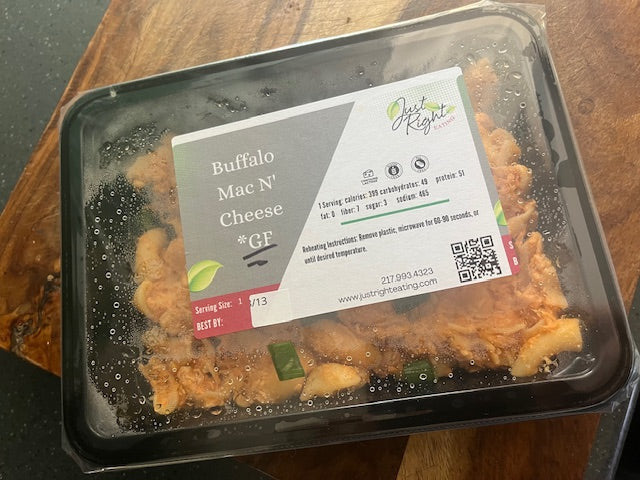 Just
Right
EATING
Buffalo
Mac N'
Cheese
*GF
1 Serving: calories: 399 carbohydrates: 49 protein: 51
fat: 0 fiber: 7 sugar: 3 sodium: 465
Reheating Instructions: Remove plastic, microwave for 60-90 seconds, or
until desired temperature.
217.993.4323
www.justrighteating.com
Serving Size: 1
/13
BEST BY:
S
B